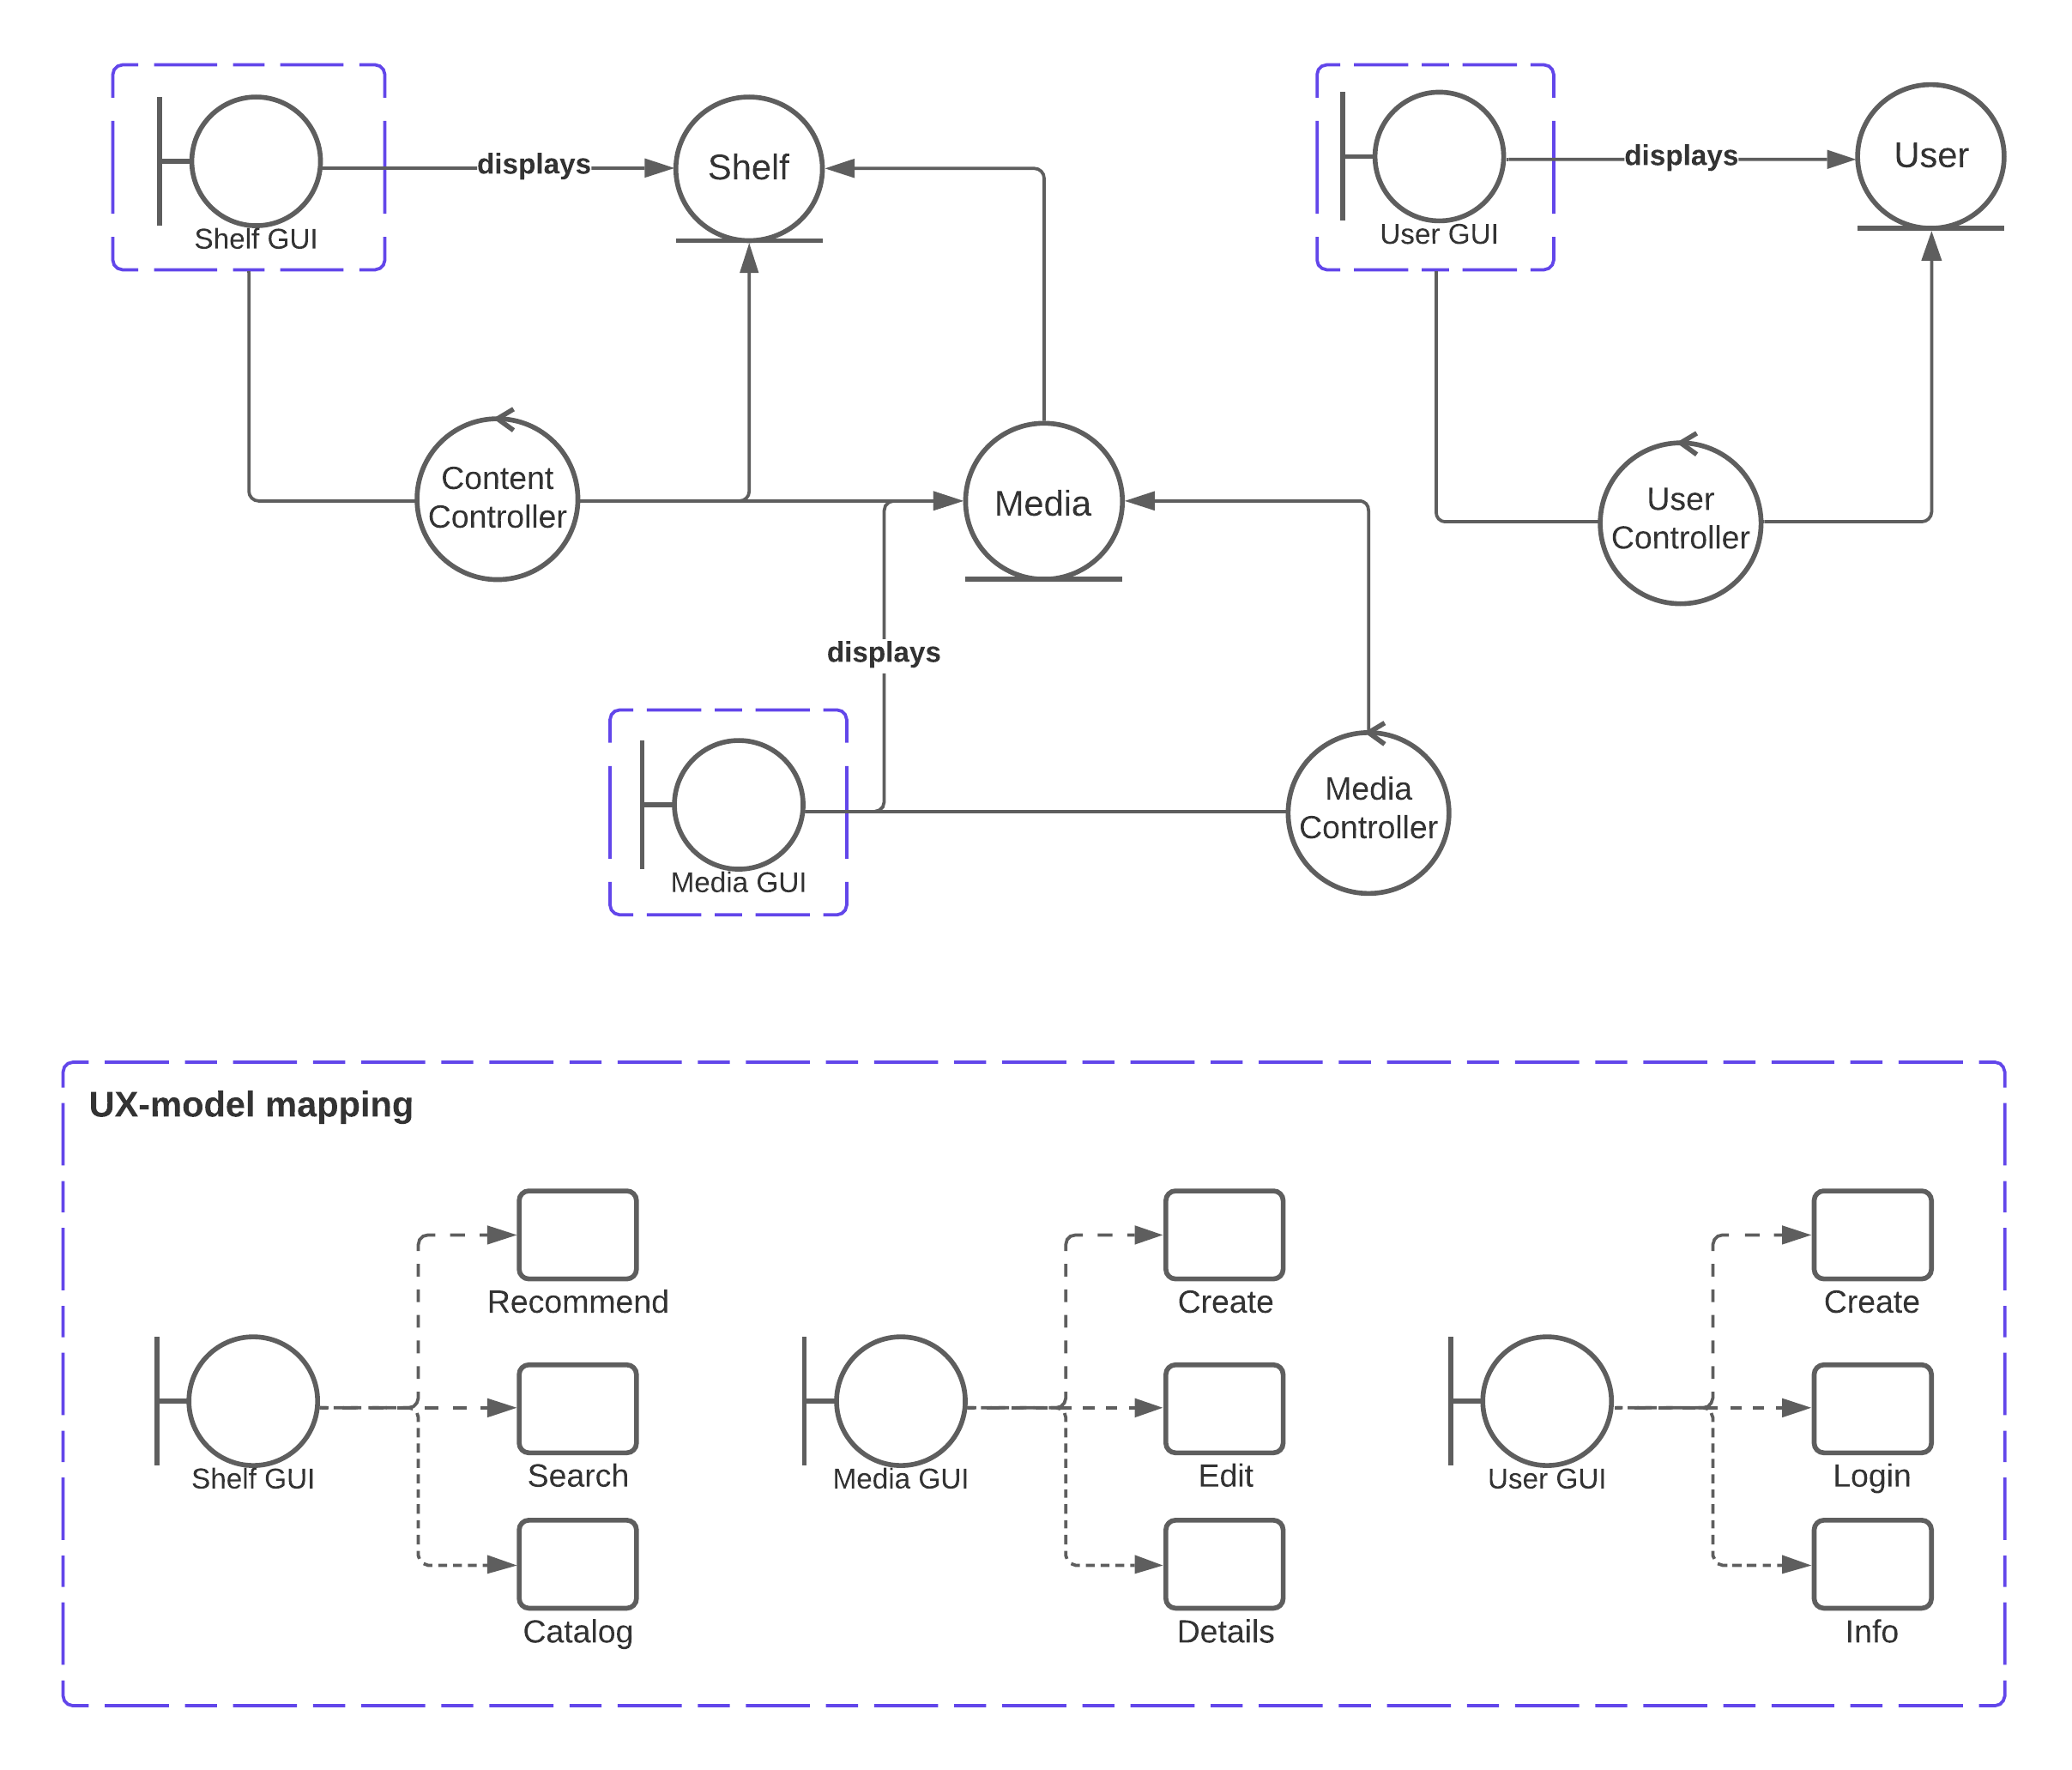 displays
Shelf
Shelf GUI
displays
User
User GUI
Content
Controller
Media
User
Controller
displays
Media GUI
Media
Controller
UX-model mapping
Recommend
Search
Catalog
Shelf GUI
Create
Edit
Details
Media GUI
Create
Login
Info
User GUI